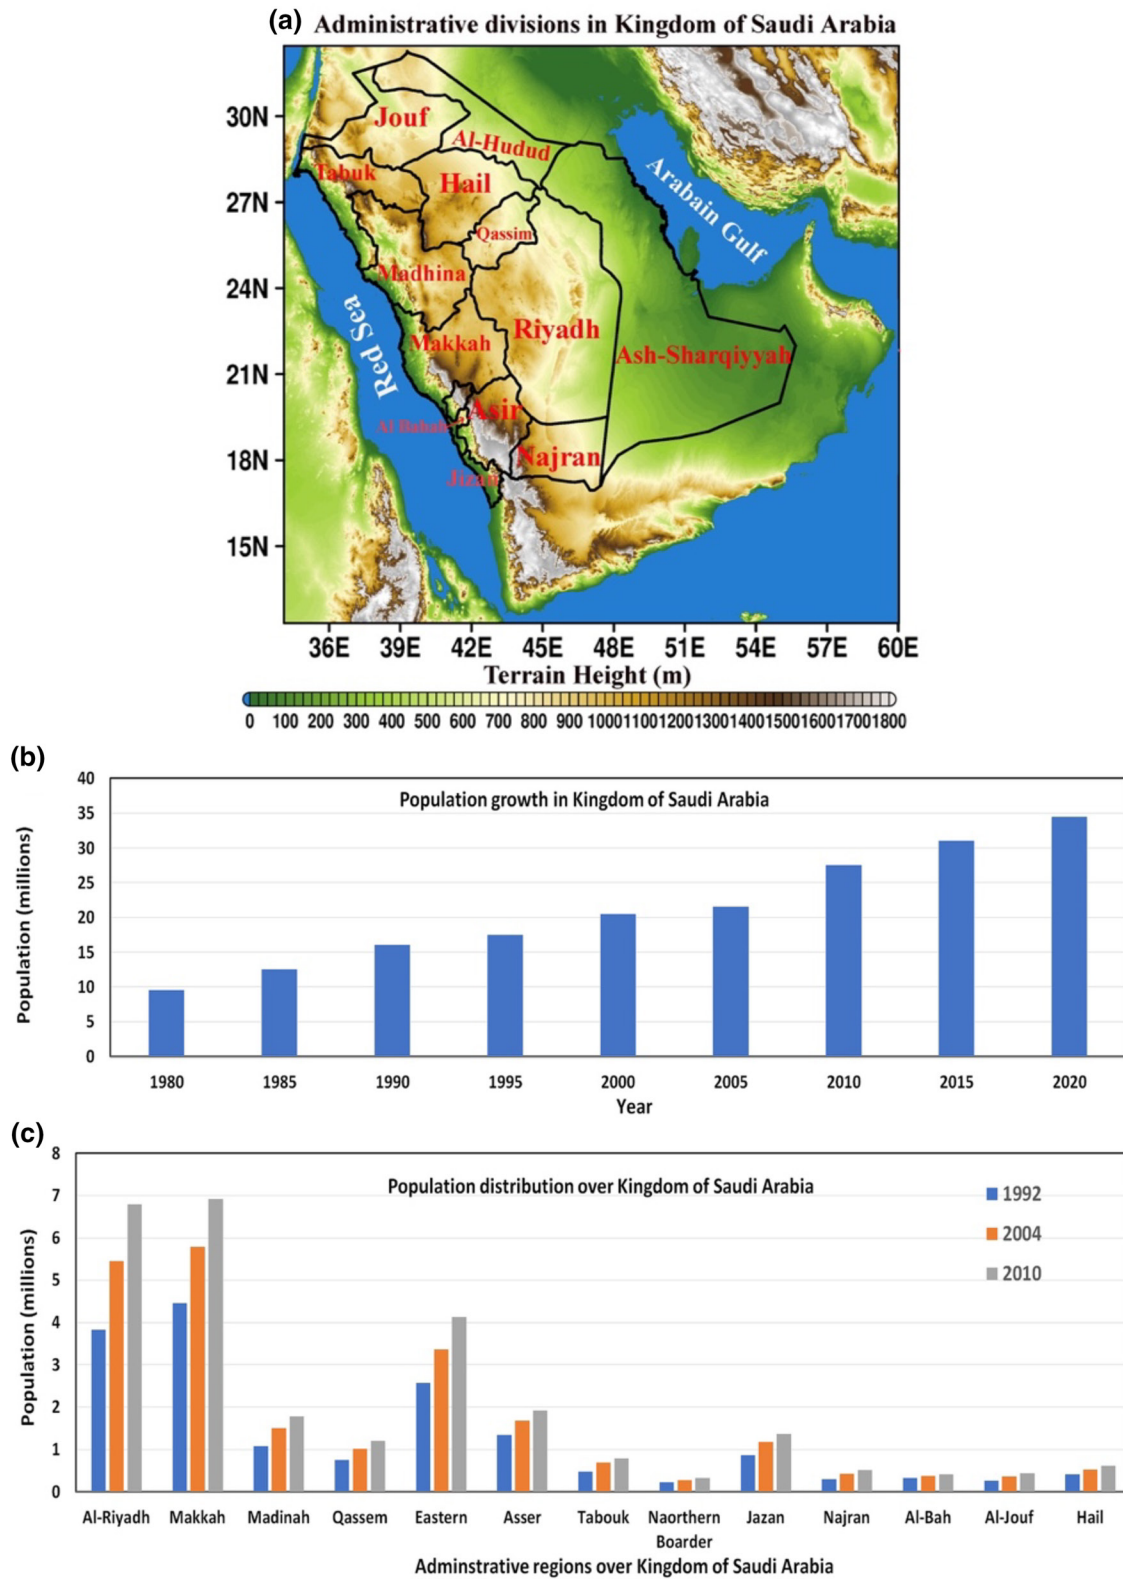 (a) Administrative divisions in Kingdom of Saudi Arabia
30N
27N
24N
21N
18N
15N
Jouf
Al-Hudud
Tabuk
Hail
Qassim
Arabain Gulf
Madhina
Red Sea
Riyadh
Makkah
Ash-Sharqiyyah
Asir
Al Bahah
Najran
Jizan
36E 39E 42E 45E 48E 51E 54E 57E 60E
Terrain Height (m)
0 100 200 300 400 500 600 700 800 900 1000 1100 1200 1300 1400 1500 1600 1700 1800
(b)
Population growth in Kingdom of Saudi Arabia
Population (millions)
40
35
30
25
20
15
10
5
0
1980 1985 1990 1995 2000 2005 2010 2015 2020
Year
(c)
Population distribution over Kingdom of Saudi Arabia
1992
2004
2010
Population (millions)
8
7
6
5
4
3
2
1
0
Al-Riyadh Makkah Madinah Qassem Eastern Asser Tabouk Naorthern Jazan Najran Al-Bah Al-Jouf Hail
Boarder
Adminstrative regions over Kingdom of Saudi Arabia